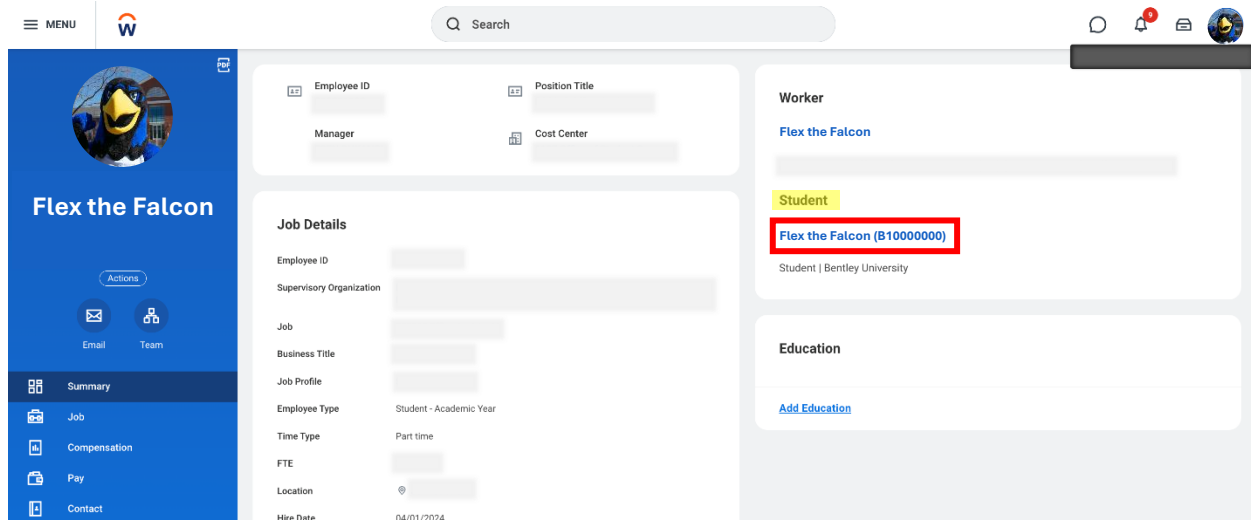 MENU
Search
9
PDF
Flex the Falcon
Actions
Email
Team
Summary
Job
Compensation
Pay
Contact
Employee ID
Position Title
Manager
Cost Center
Job Details
Employee ID
Supervisory Organization
Job
Business Title
Job Profile
Employee Type Student - Academic Year
Time Type Part time
FTE
Location
Hire Date 04/01/2024
Worker
Flex the Falcon
Student
Flex the Falcon (B10000000)
Student | Bentley University
Education
Add Education